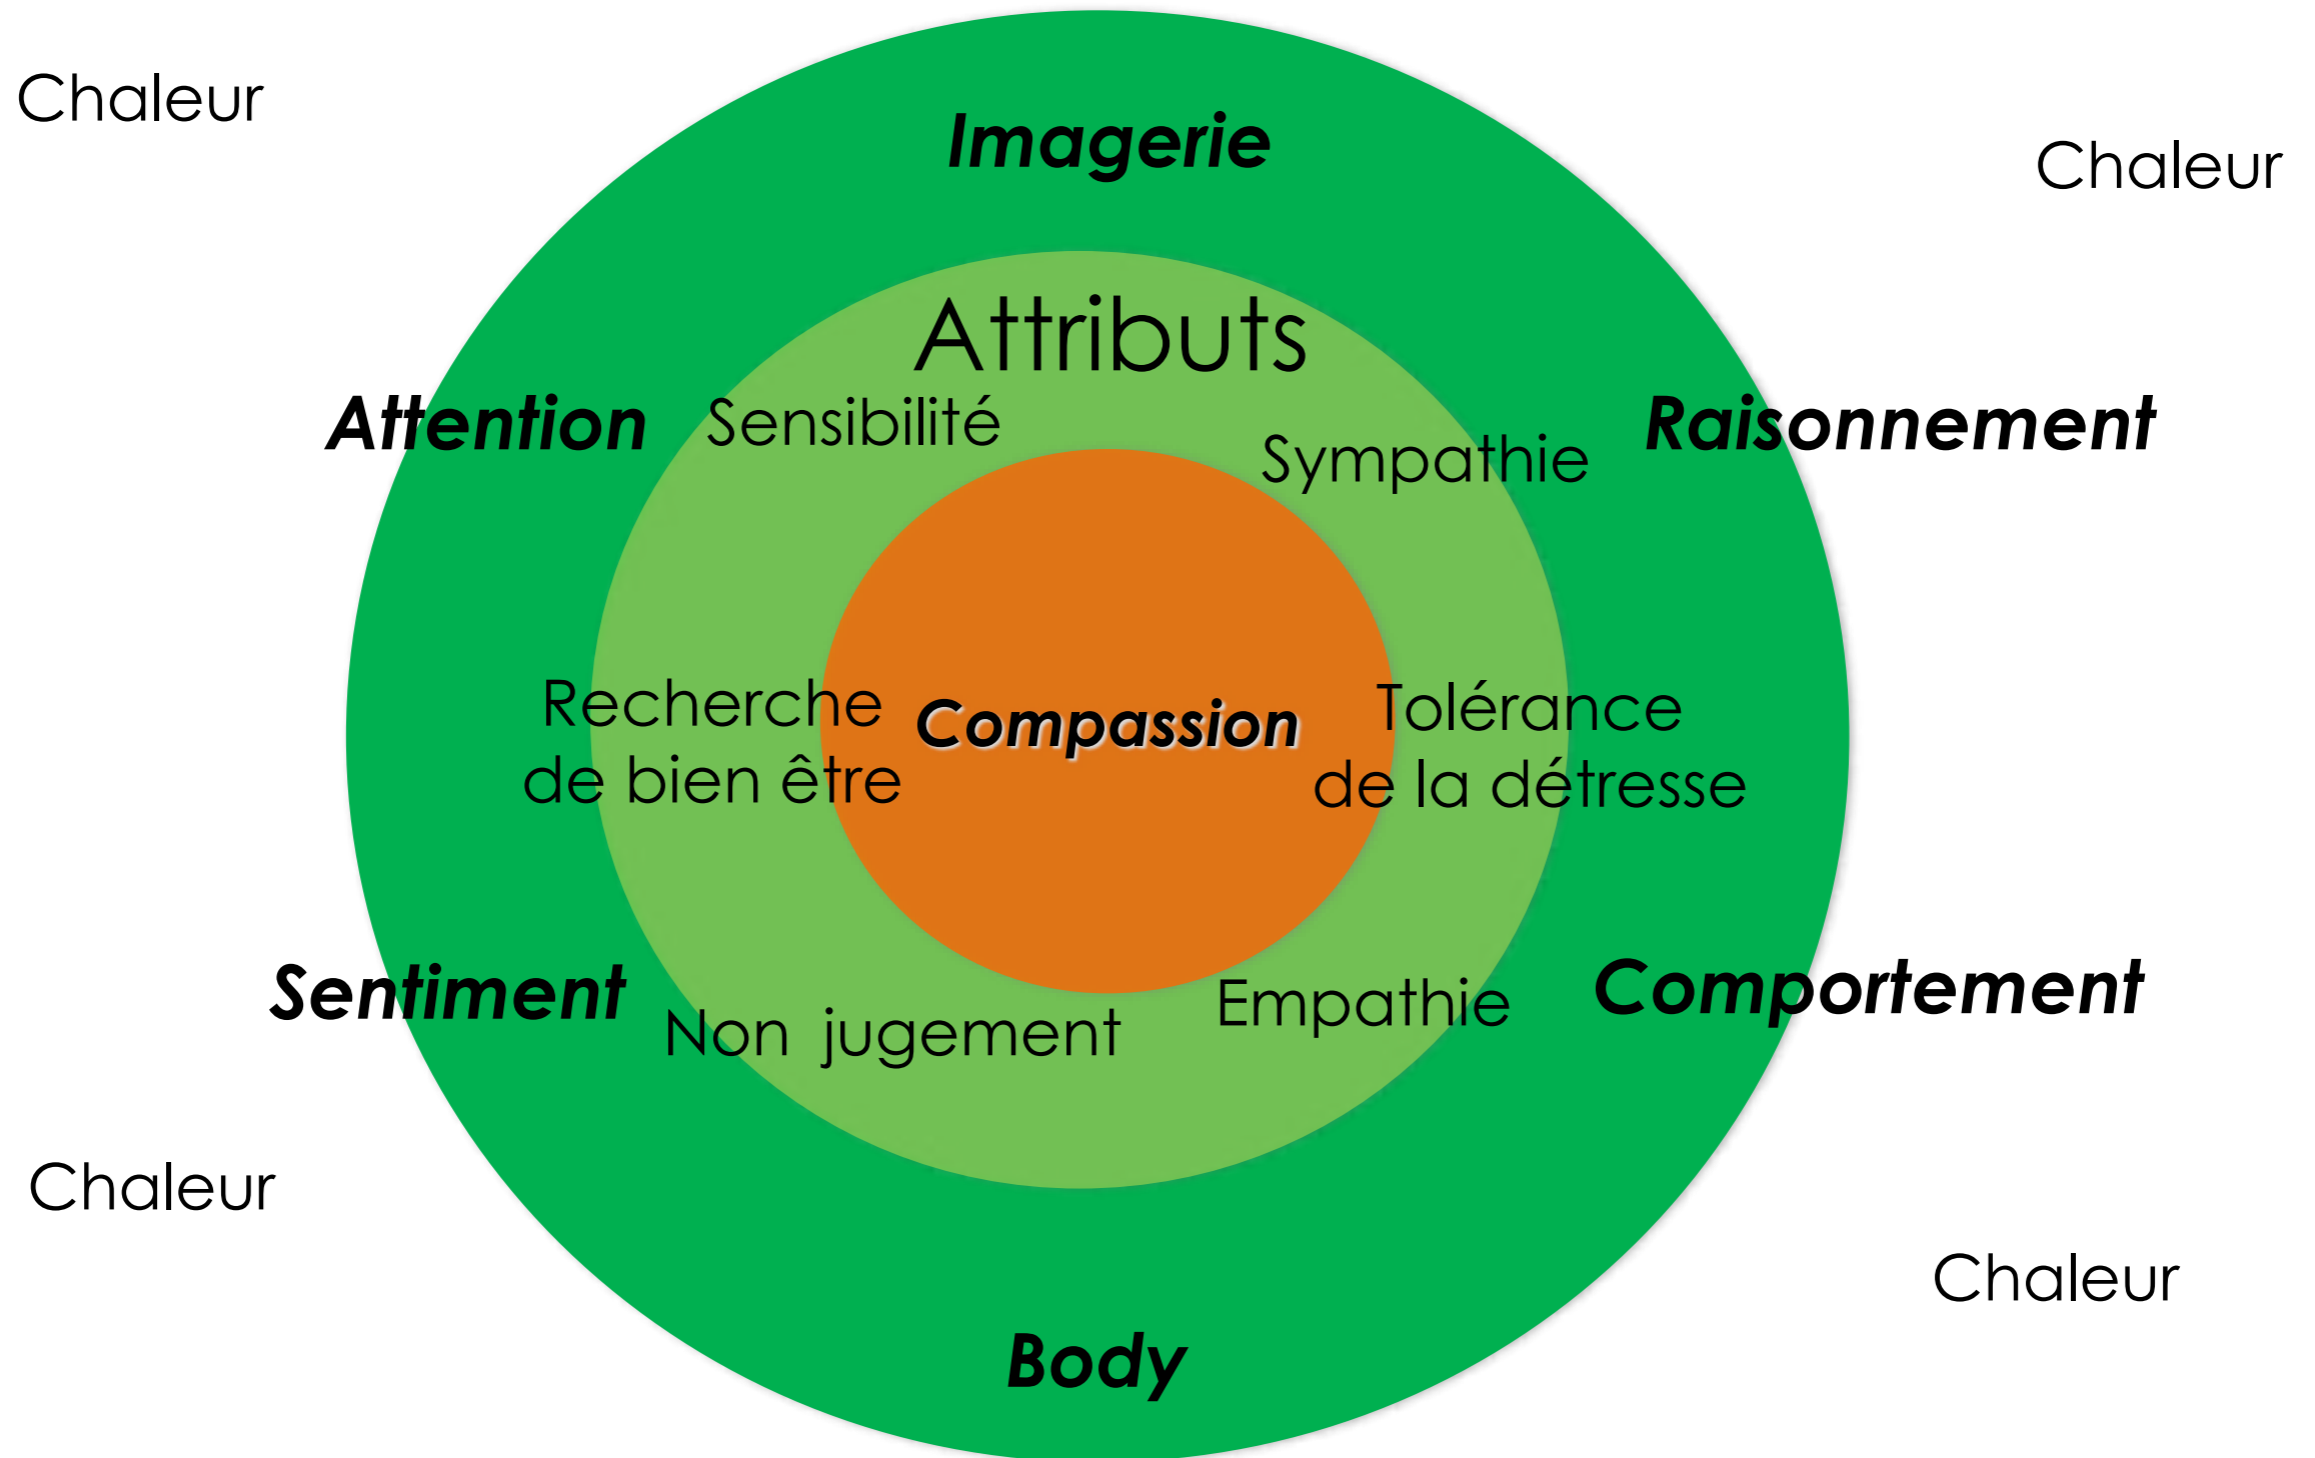 Chaleur
Imagerie
Chaleur
Attributs
Attention
Sensibilité
Sympathie
Raisonnement
Recherche
de bien être
Compassion
Tolérance
de la détresse
Sentiment
Non jugement
Empathie
Comportement
Chaleur
Chaleur
Body